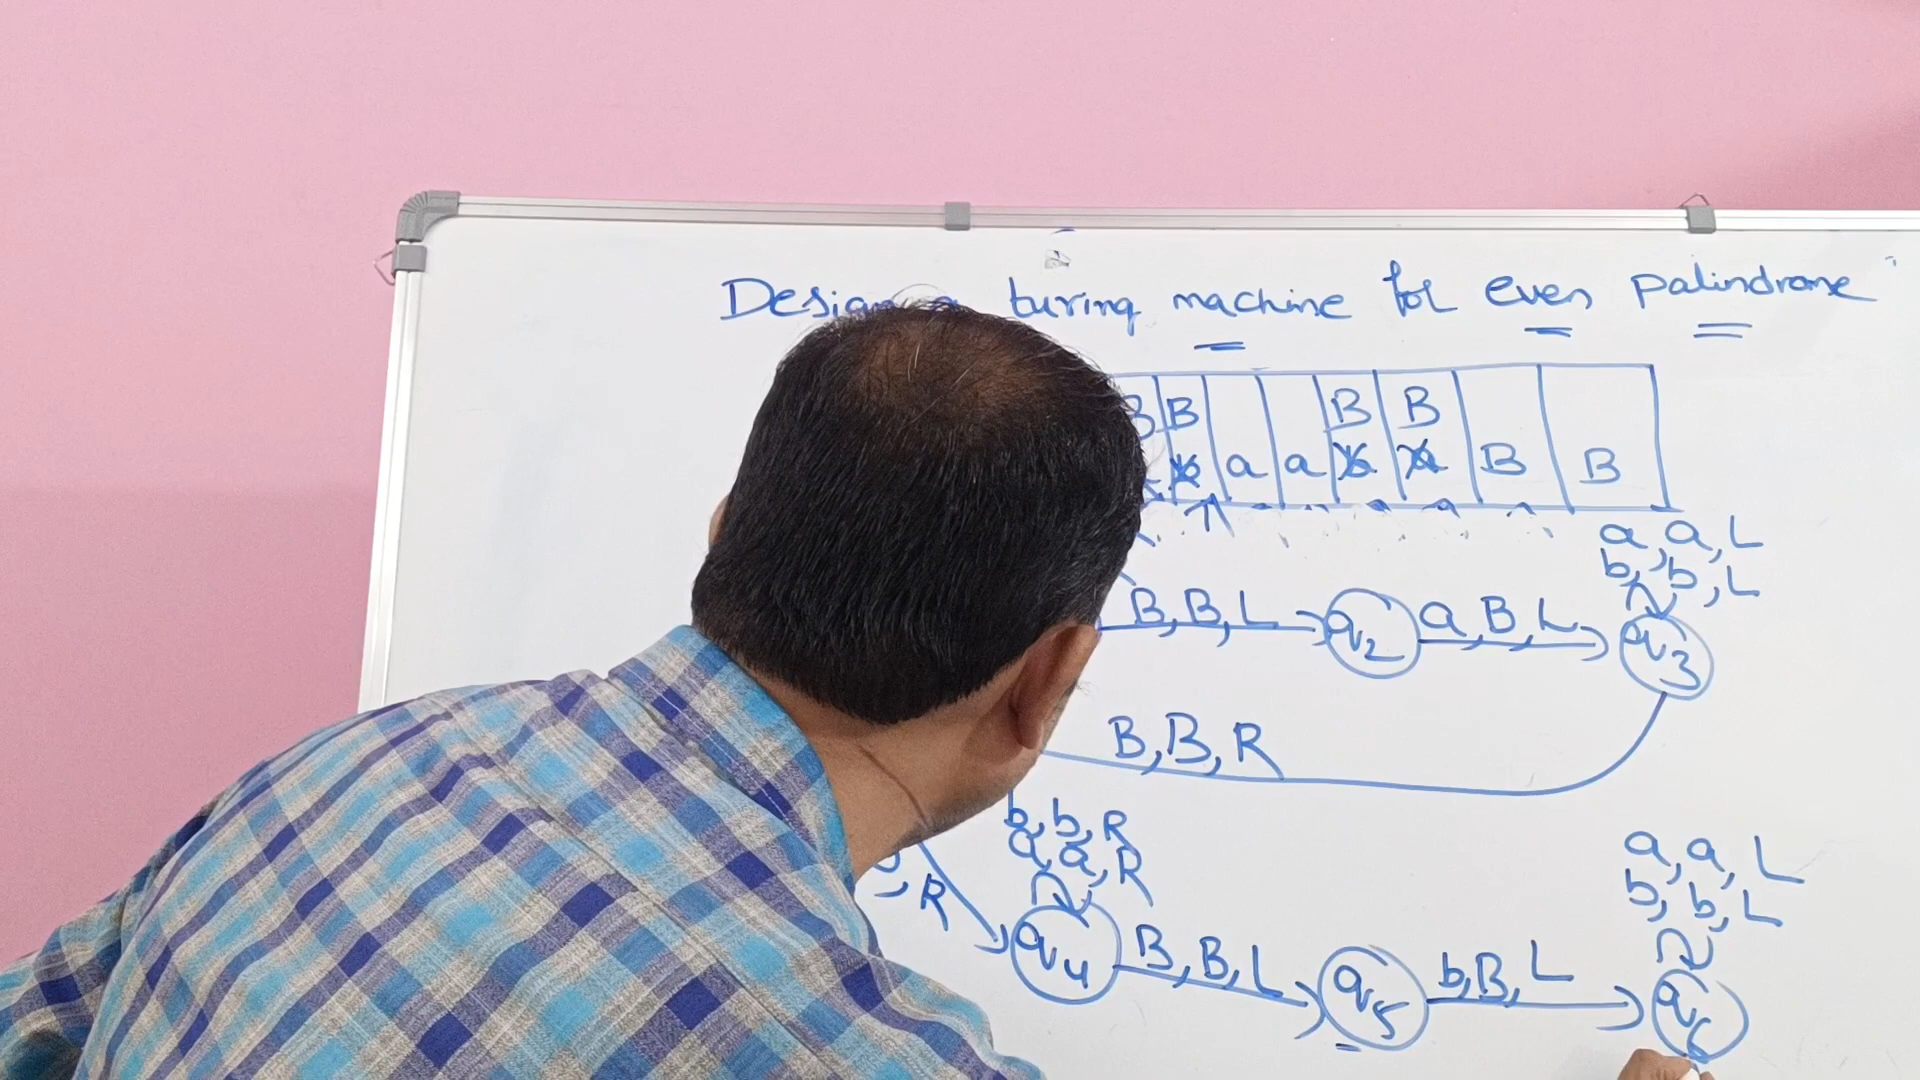 Design a turing machine for even palindrome
B B B B
a a B B
a, a, L
b, b, L
B, B, L q2 a, B, L q3
B, B, R
b, b, R
a, a, R
a, a, L
b, b, L
, R
q4 B, B, L q5 b, B, L q6